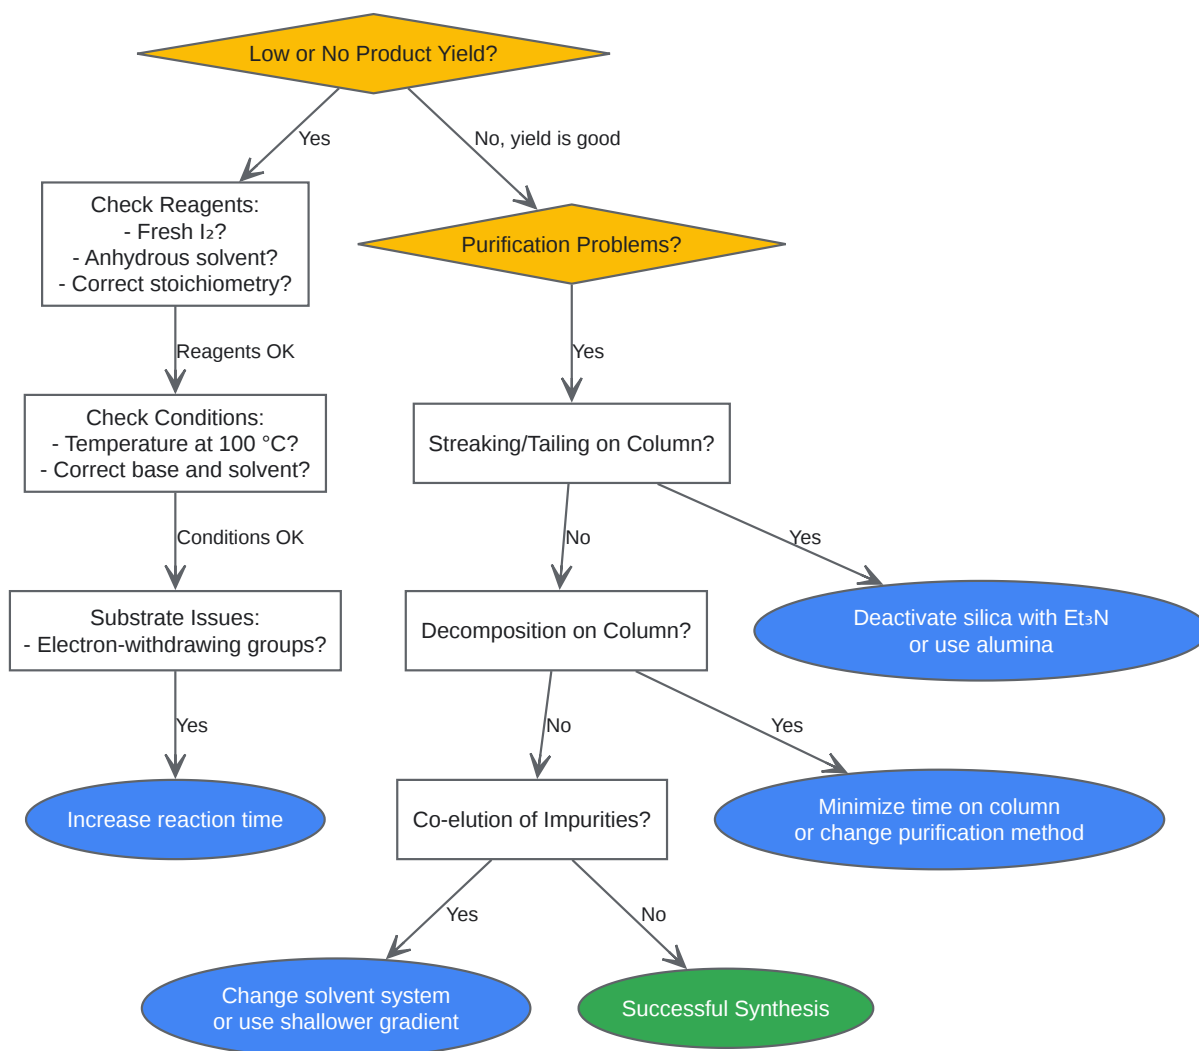 Low or No Product Yield?
Yes
No, yield is good
Check Reagents:
- Fresh I₂?
- Anhydrous solvent?
- Correct stoichiometry?
Purification Problems?
Reagents OK
Yes
Check Conditions:
- Temperature at 100 °C?
- Correct base and solvent?
Streaking/Tailing on Column?
Conditions OK
No
Yes
Substrate Issues:
- Electron-withdrawing groups?
Decomposition on Column?
Deactivate silica with Et₃N
or use alumina
Yes
No
Yes
Increase reaction time
Co-elution of Impurities?
Minimize time on column
or change purification method
Yes
No
Change solvent system
or use shallower gradient
Successful Synthesis